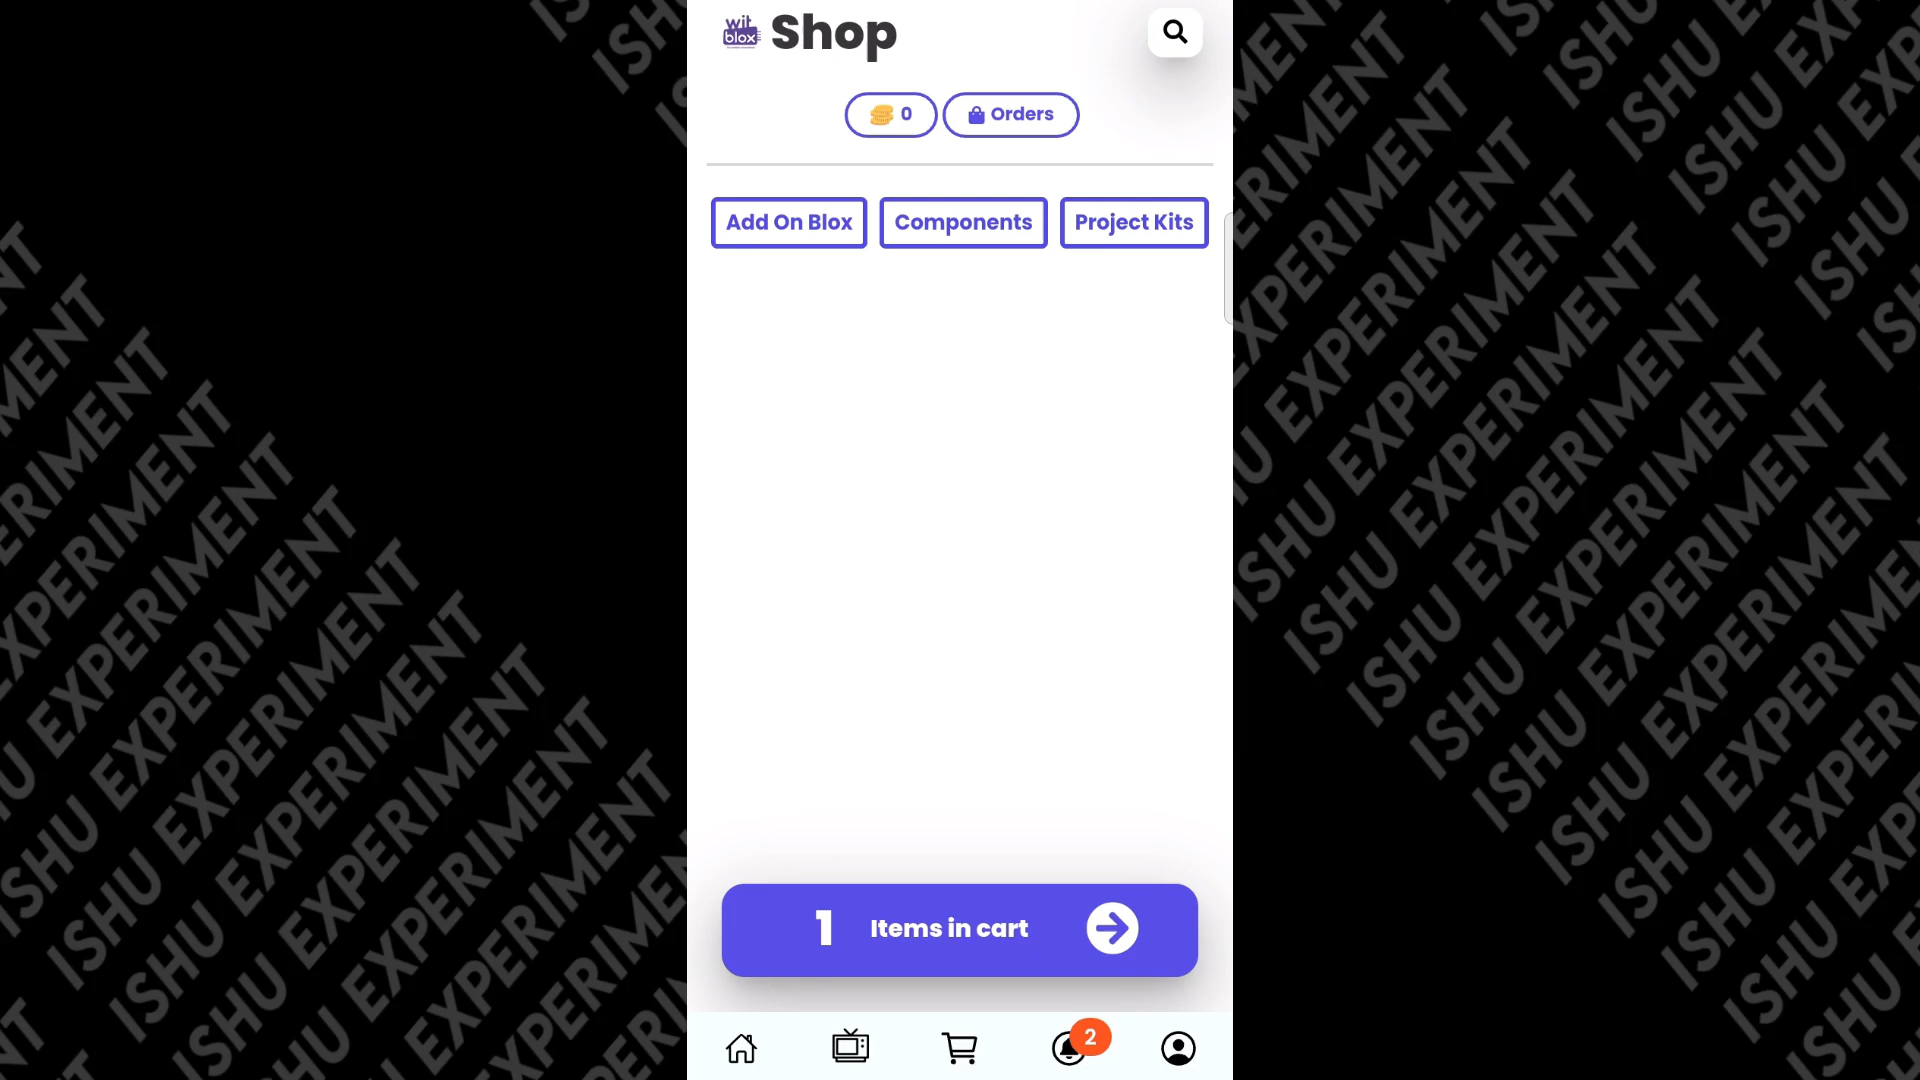 wit
blox
Shop
0
Orders
Add On Blox
Components
Project Kits
1 Items in cart
2
ISHU EXPERIMENT